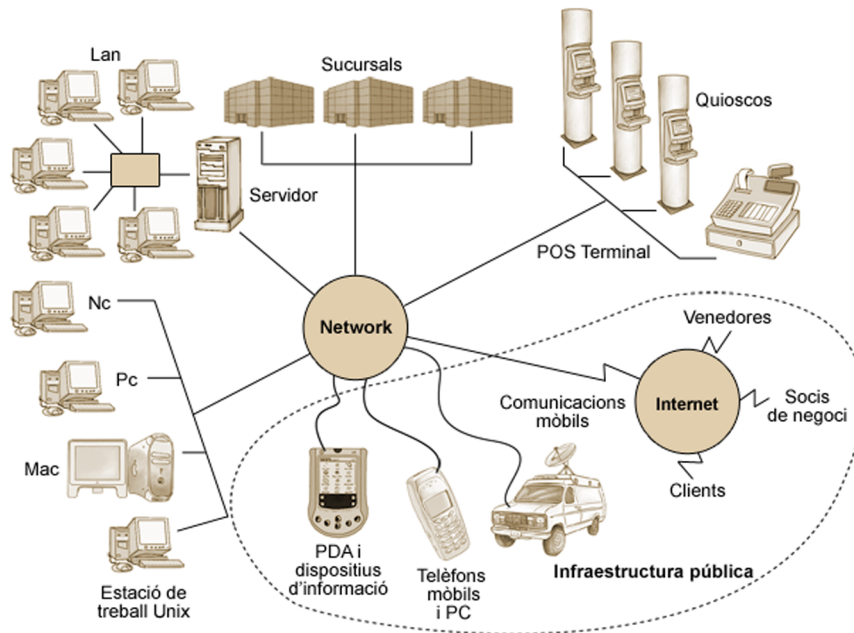 Lan
Sucursals
Quioscos
Servidor
POS Terminal
Nc
Network
Venedores
Pc
Comunicacions
mòbils
Internet
Socis
de negoci
Mac
Clients
PDA i
dispositius
d'informació
Telèfons
mòbils
i PC
Infraestructura pública
Estació de
treball Unix